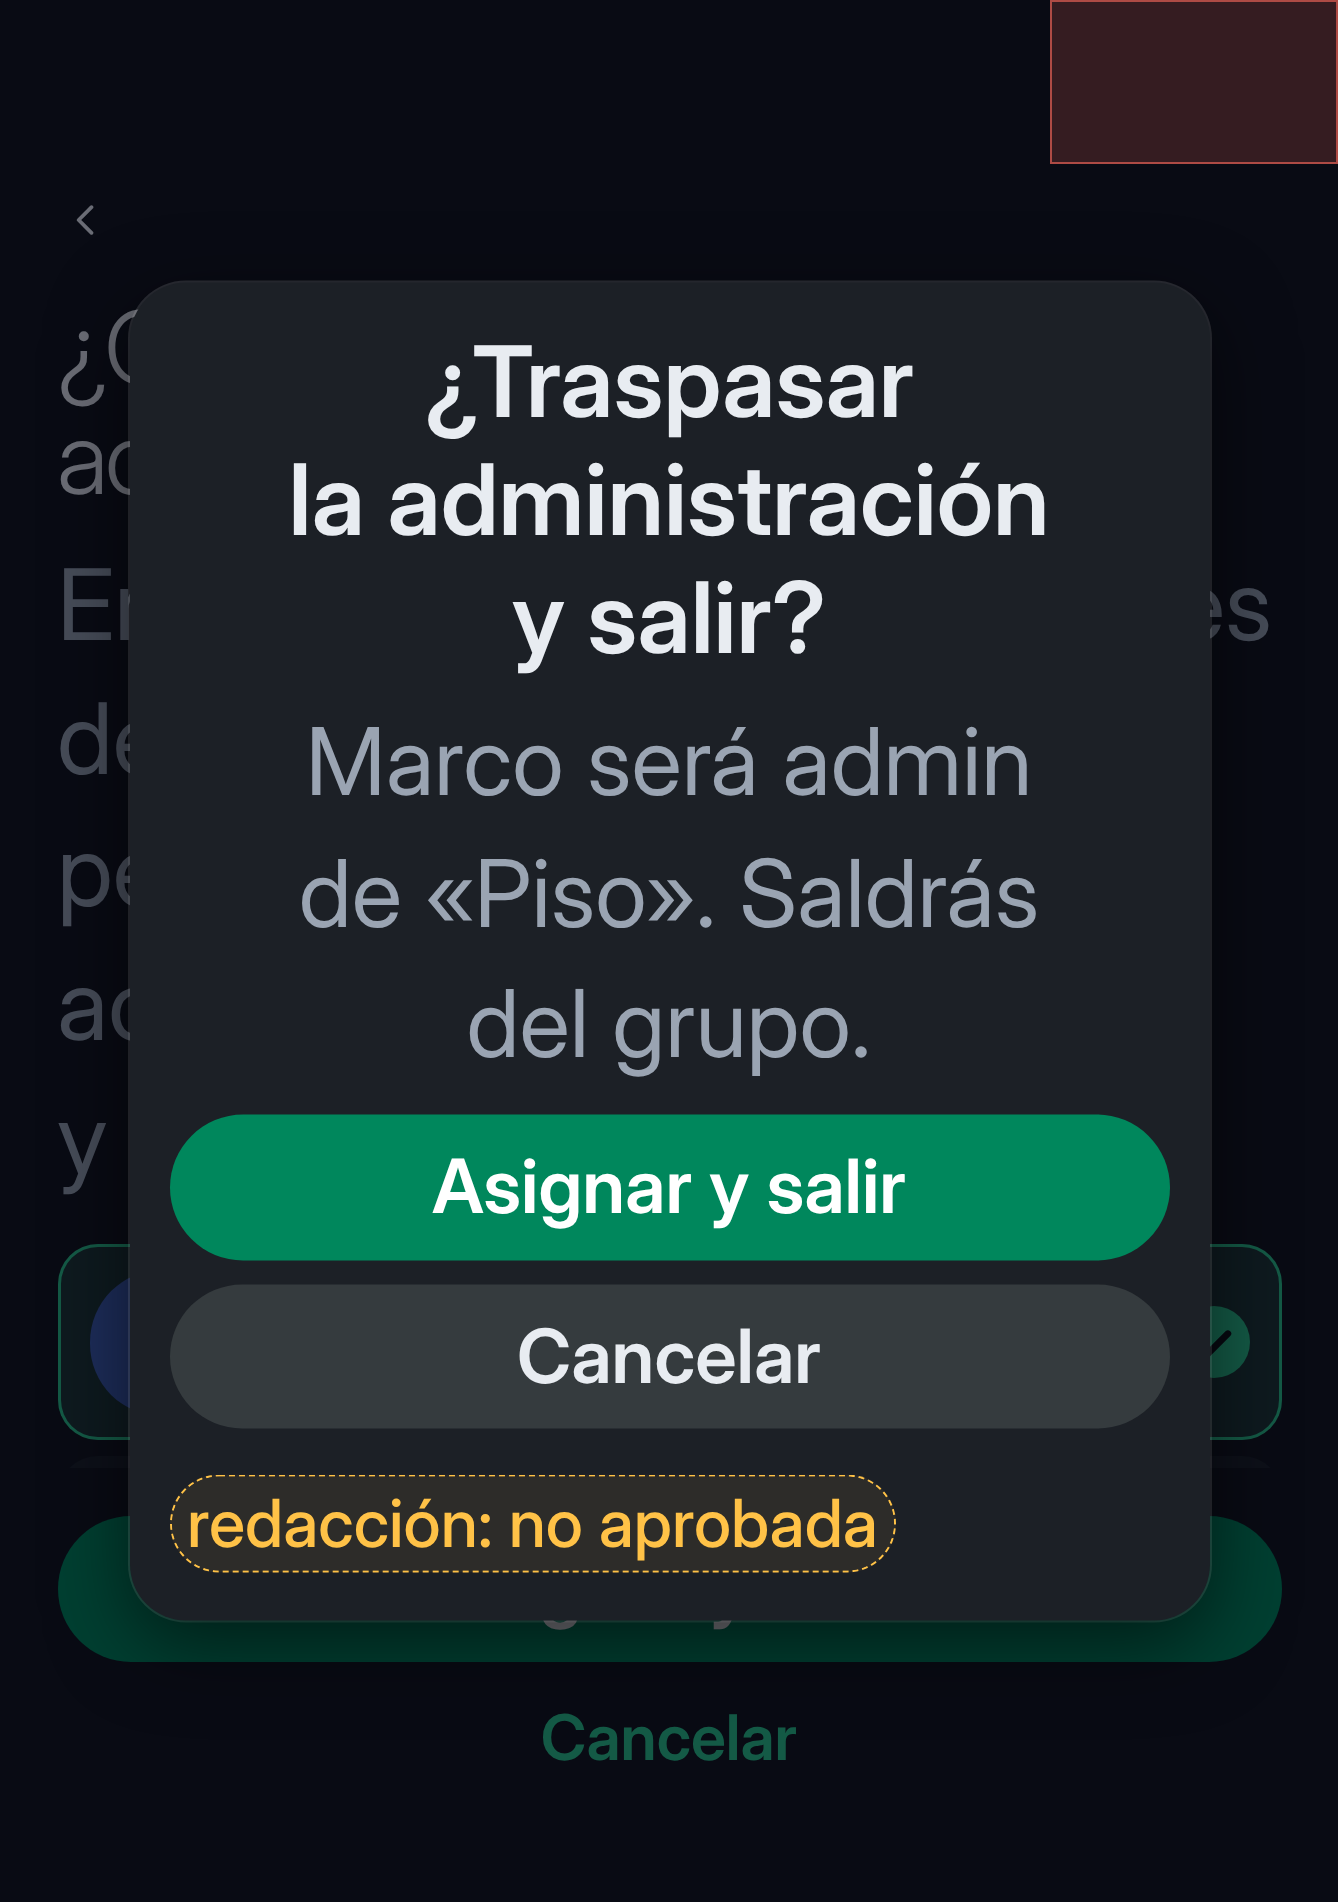 ¿Traspasar
la administración
y salir?
Marco será admin
de «Piso». Saldrás
del grupo.
Asignar y salir
Cancelar
redacción: no aprobada
Cancelar